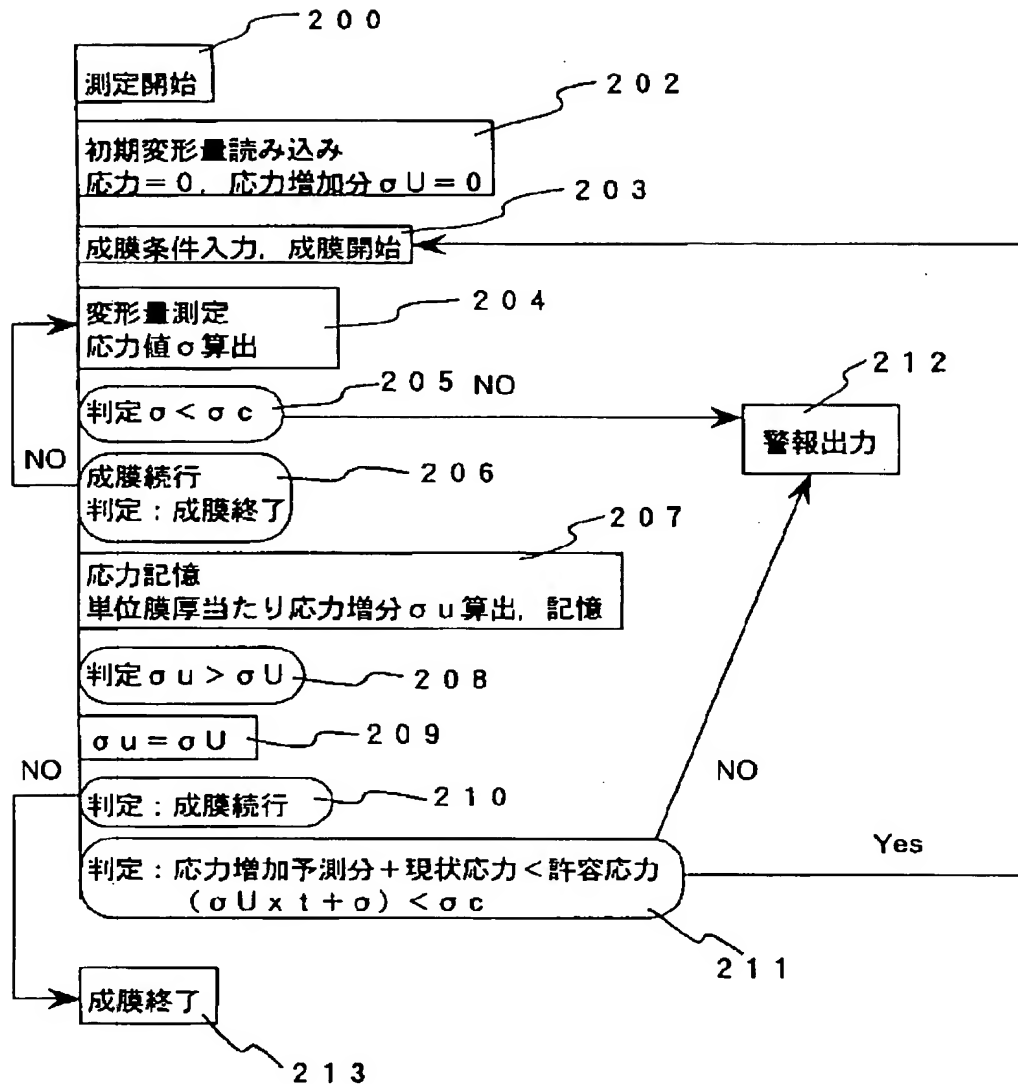 200
測定開始
202
初期変形量読み込み
応力=0,応力増加分σU=0
203
成膜条件入力,成膜開始
204
変形量測定
応力値σ算出
205
NO
判定σ<σc
212
警報出力
NO
成膜続行
判定:成膜終了
206
207
応力記憶
単位膜厚当たり応力増分σu算出,記憶
判定σu>σU
208
σu=σU
209
NO
判定:成膜続行
210
NO
Yes
判定:応力増加予測分+現状応力<許容応力
(σU x t+σ)<σc
211
成膜終了
213